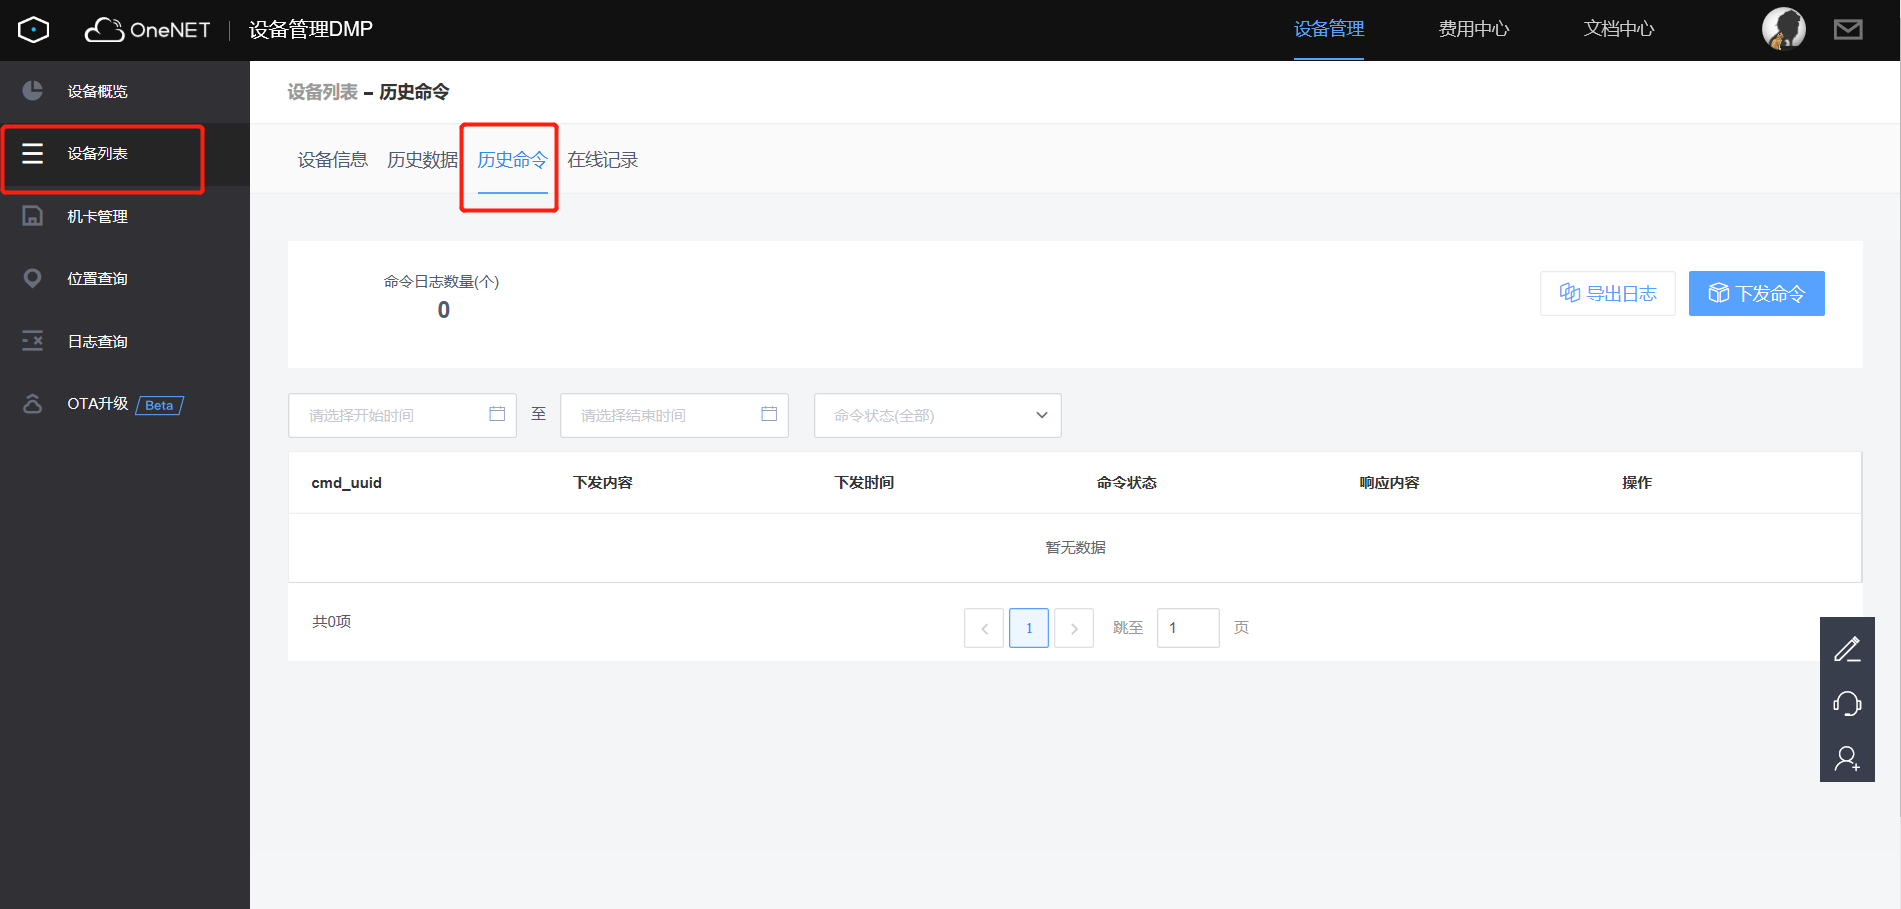 OneNET 设备管理DMP 设备管理 费用中心 文档中心
设备概览
设备列表
机卡管理
位置查询
日志查询
OTA升级 Beta
设备列表 – 历史命令
设备信息 历史数据 历史命令 在线记录
命令日志数量(个)
0
导出日志 下发命令
请选择开始时间 至 请选择结束时间 命令状态(全部)
cmd_uuid 下发内容 下发时间 命令状态 响应内容 操作
暂无数据
共0项 1 跳至 1 页